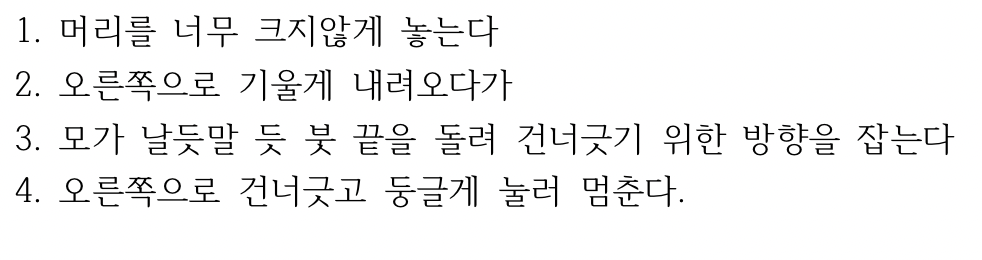 1. 머리를 너무 크지않게 놓는다
2. 오른쪽으로 기울게 내려오다가
3. 모가 날듯말 듯 붓 끝을 돌려 건너긋기 위한 방향을 잡는다
4. 오른쪽으로 건너긋고 둥글게 눌러 멈춘다.